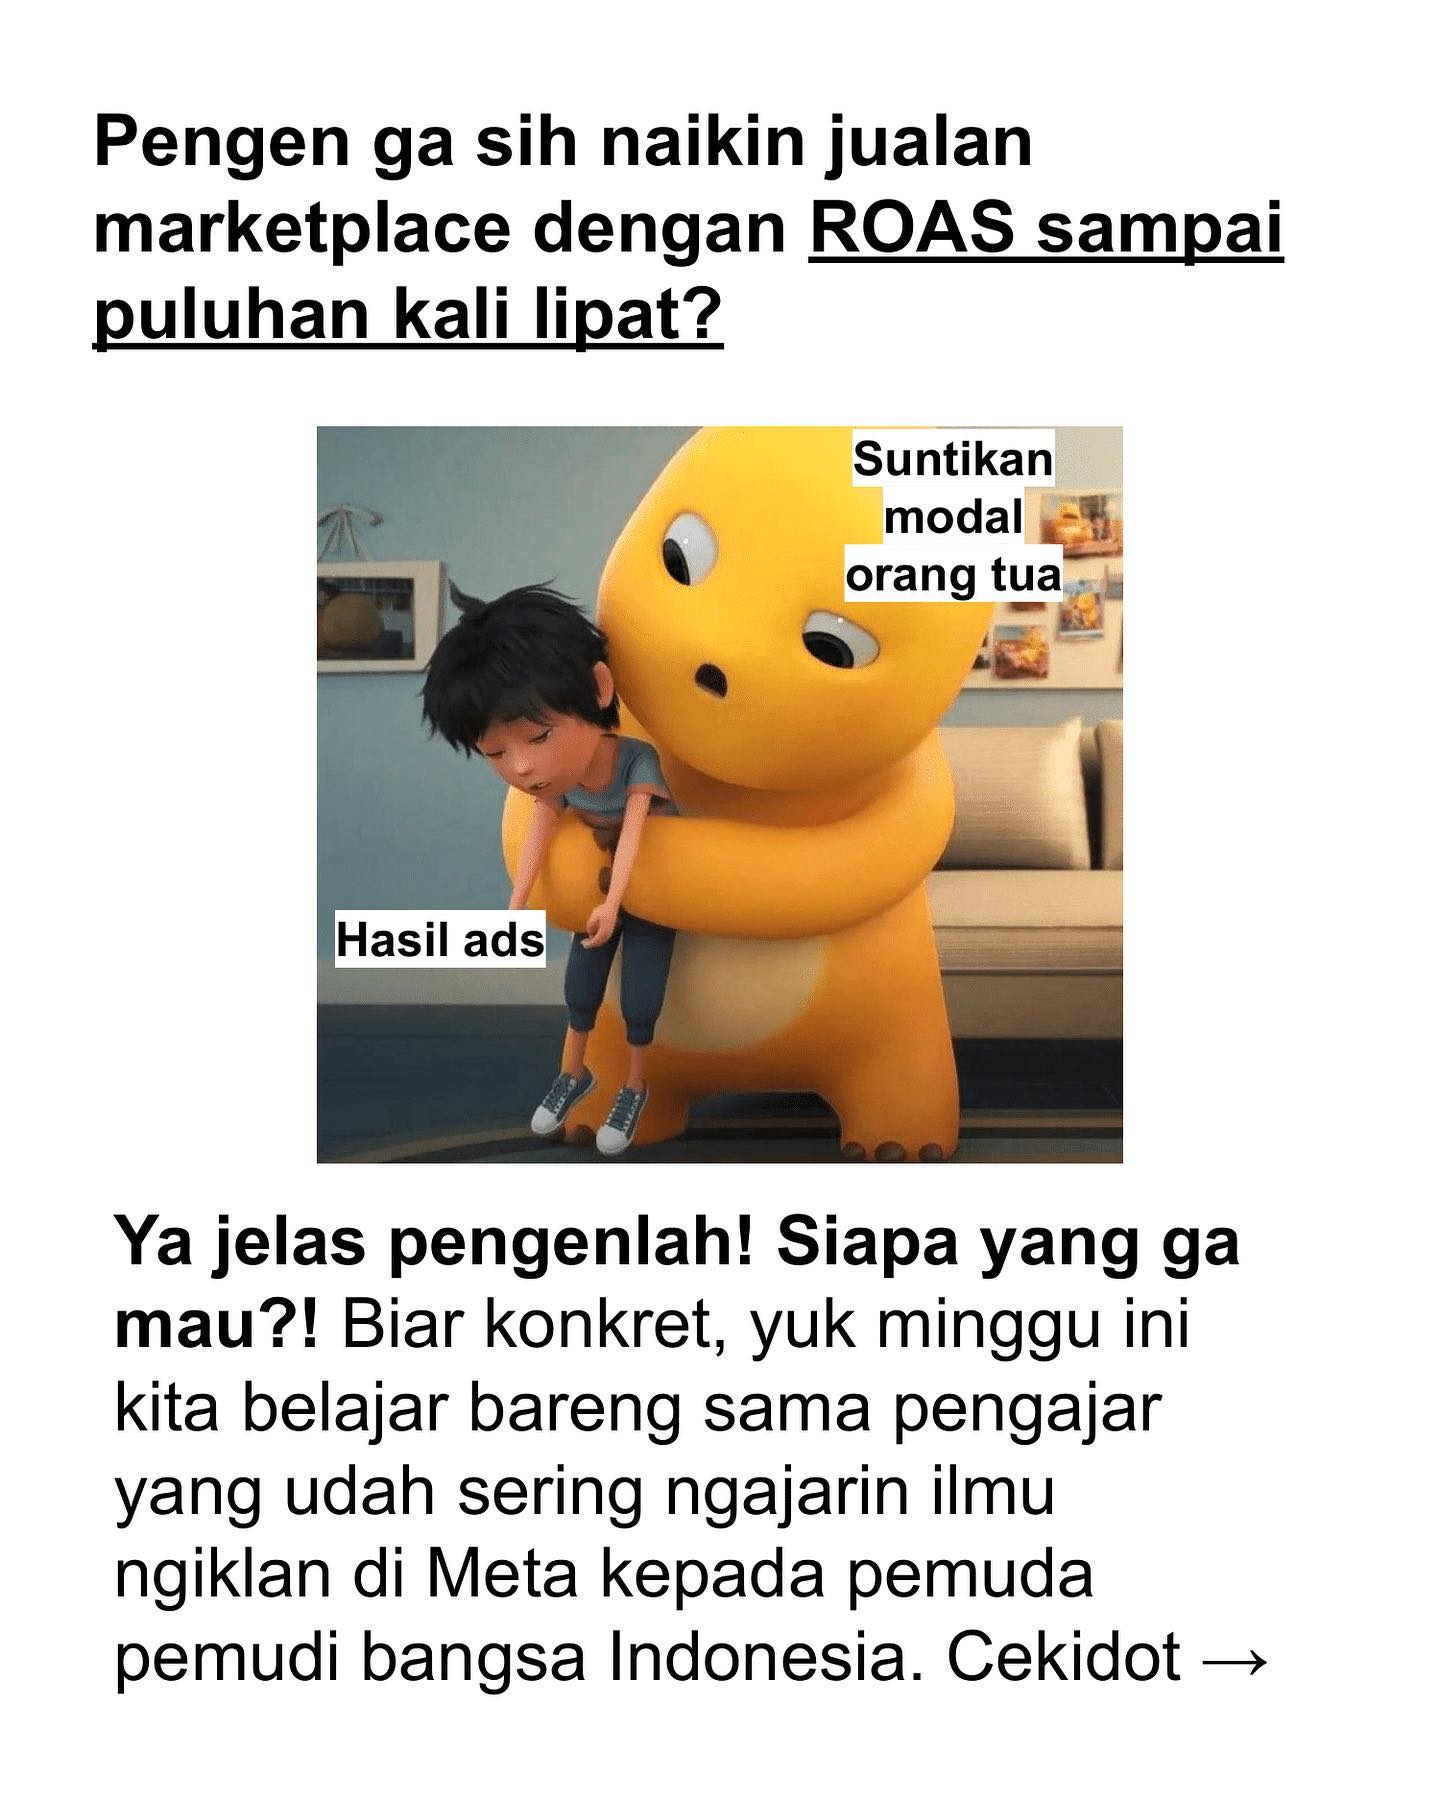 Pengen ga sih naikin jualan
marketplace dengan ROAS sampai
puluhan kali lipat?
Suntikan
modal
orang tua
Hasil ads
Ya jelas pengenlah! Siapa yang ga
mau?! Biar konkret, yuk minggu ini
kita belajar bareng sama pengajar
yang udah sering ngajarin ilmu
ngiklan di Meta kepada pemuda
pemudi bangsa Indonesia. Cekidot →